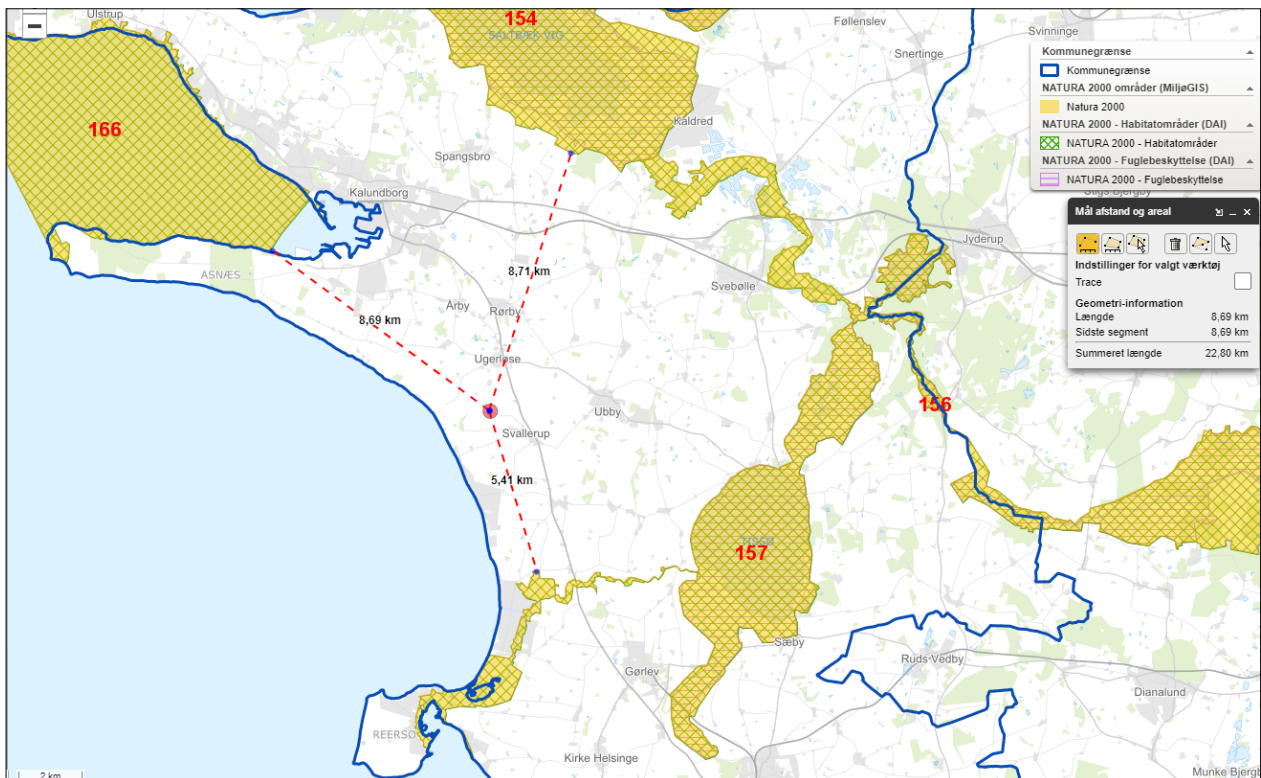 Ulstrup
154
SALTBÆK VIG
Føllenslev
Snertinge
Svinninge
Kommunegrænse
Kommunegrænse
NATURA 2000 områder (MiljøGIS)
Natura 2000
NATURA 2000 - Habitatområder (DAI)
NATURA 2000 - Habitatområder
NATURA 2000 - Fuglebeskyttelse (DAI)
NATURA 2000 - Fuglebeskyttelse
166
Kaldred
Spangsbro
Kalundborg
Mål afstand og areal
Indstillinger for valgt værktøj
Trace
Geometri-information
Længde 8,69 km
Sidste segment 8,69 km
Summeret længde 22,80 km
Jyderup
ASNÆS
8,71 km
Svebølle
Årby
Rørby
8,69 km
Ugerløse
156
Ubby
Svallerup
5,41 km
157
TISSØ
Sæby
Ruds Vedby
Gørlev
Dianalund
REERSØ
Kirke Helsinge
Munke Bjergb
2 km